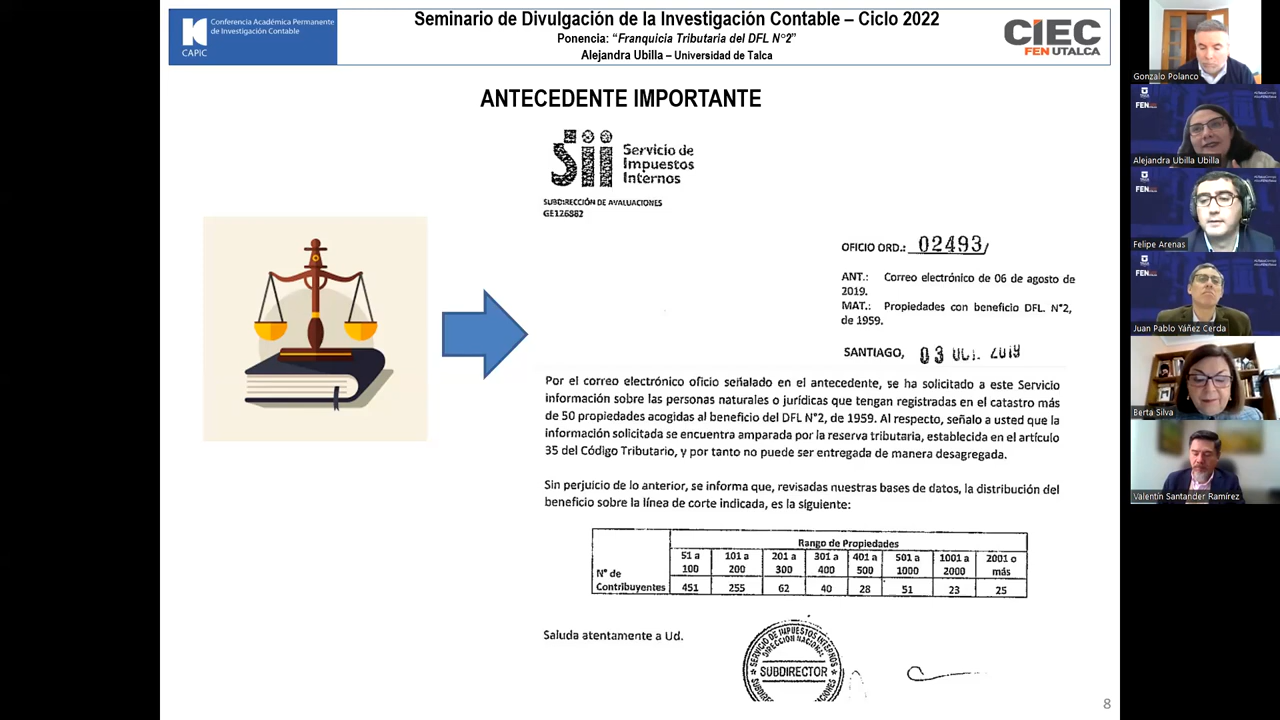 CAPIC
Conferencia Académica Permanente
de Investigación Contable
Seminario de Divulgación de la Investigación Contable – Ciclo 2022
Ponencia: “Franquicia Tributaria del DFL N°2”
Alejandra Ubilla – Universidad de Talca
CIEC
FEN UTALCA
ANTECEDENTE IMPORTANTE
Sii Servicio de
Impuestos
Internos
SUBDIRECCIÓN DE AVALUACIONES
GE126882
OFICIO ORD.: 02493/
ANT.: Correo electrónico de 06 de agosto de
2019.
MAT.: Propiedades con beneficio DFL. N°2,
de 1959.
SANTIAGO, 03 OCT. 2019
Por el correo electrónico oficio señalado en el antecedente, se ha solicitado a este Servicio
información sobre las personas naturales o jurídicas que tengan registradas en el catastro más
de 50 propiedades acogidas al beneficio del DFL N°2, de 1959. Al respecto, señalo a usted que la
información solicitada se encuentra amparada por la reserva tributaria, establecida en el artículo
35 del Código Tributario, y por tanto no puede ser entregada de manera desagregada.
Sin perjuicio de lo anterior, se informa que, revisadas nuestras bases de datos, la distribución del
beneficio sobre la línea de corte indicada, es la siguiente:
Rango de Propiedades
51 a 101 a 201 a 301 a 401 a 501 a 1001 a 2001 o
100 200 300 400 500 1000 2000 más
N° de
Contribuyentes 451 255 62 40 28 51 23 25
Saluda atentamente a Ud.
SERVICIO DE IMPUESTOS INTERNOS
DIRECCIÓN NACIONAL
SUBDIRECTOR
8
Gonzalo Polanco
FEN
Alejandra Ubilla Ubilla
FEN
Felipe Arenas
FEN
Juan Pablo Yáñez Cerda
Berta Silva
Valentín Santander Ramírez